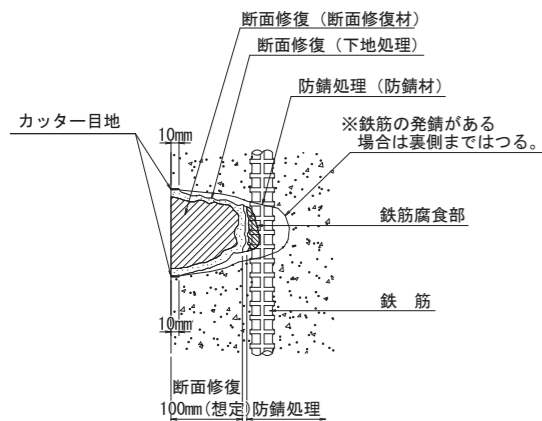 断面修復（断面修復材）
断面修復（下地処理）
防錆処理（防錆材）
カッター目地
10mm
※鉄筋の発錆がある
場合は裏側まではつる。
鉄筋腐食部
鉄 筋
10mm
断面修復
100mm(想定)
防錆処理